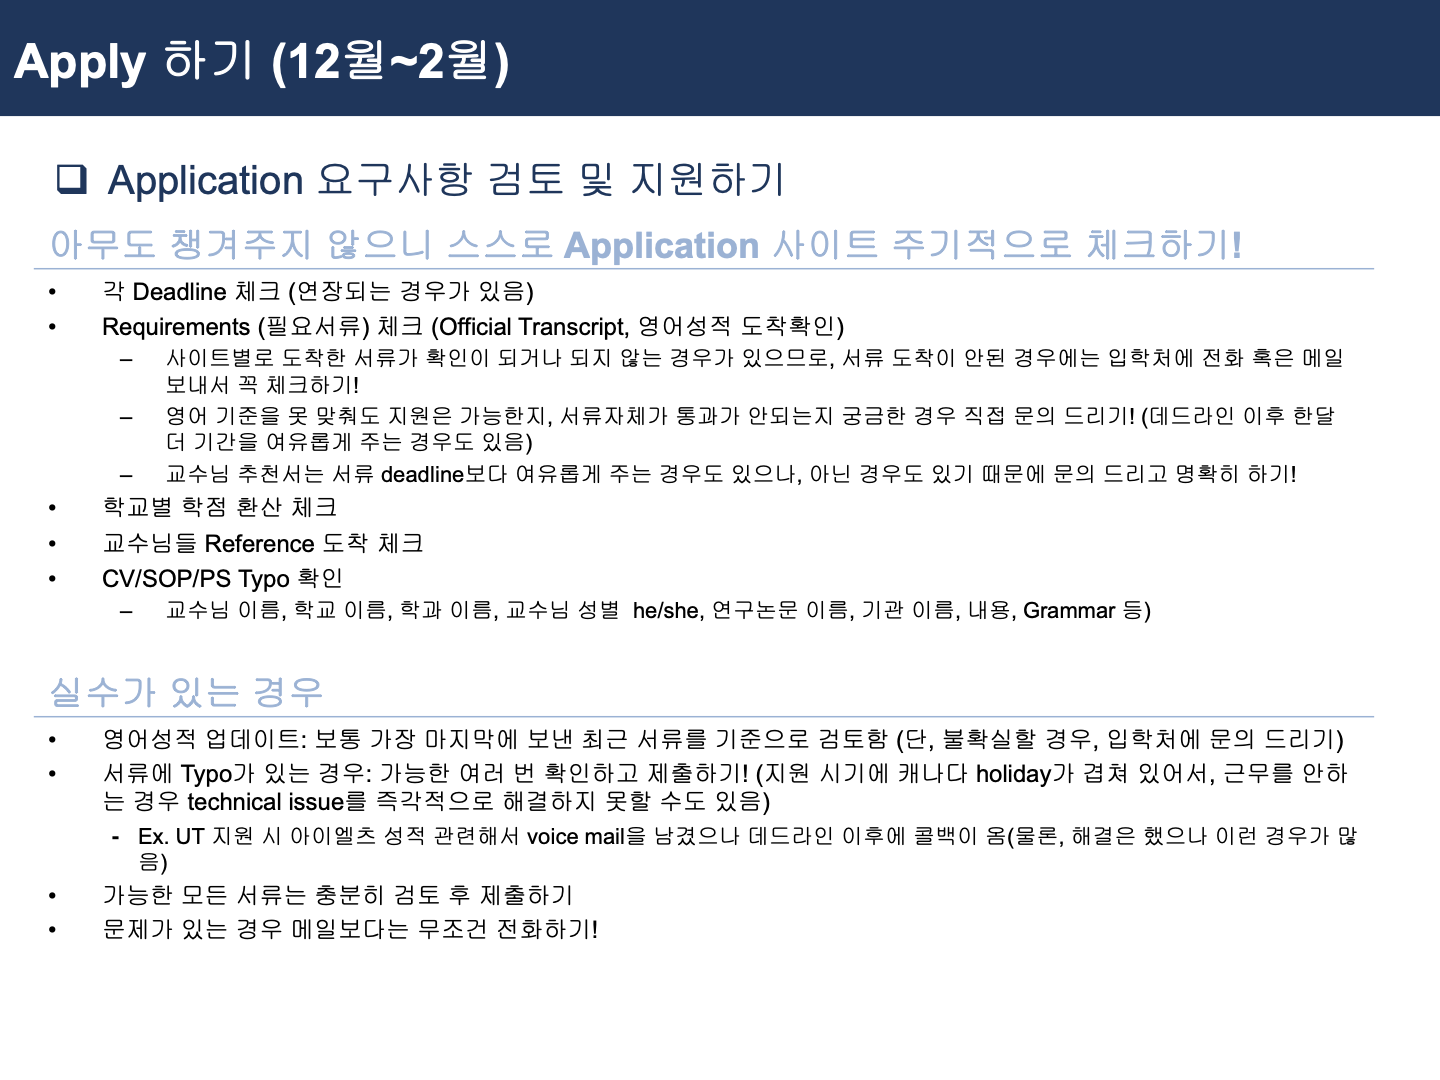 Apply 하기 (12월~2월)
❑ Application 요구사항 검토 및 지원하기
아무도 챙겨주지 않으니 스스로 Application 사이트 주기적으로 체크하기!
• 각 Deadline 체크 (연장되는 경우가 있음)
• Requirements (필요서류) 체크 (Official Transcript, 영어성적 도착확인)
– 사이트별로 도착한 서류가 확인이 되거나 되지 않는 경우가 있으므로, 서류 도착이 안된 경우에는 입학처에 전화 혹은 메일
보내서 꼭 체크하기!
– 영어 기준을 못 맞춰도 지원은 가능한지, 서류자체가 통과가 안되는지 궁금한 경우 직접 문의 드리기! (데드라인 이후 한달
더 기간을 여유롭게 주는 경우도 있음)
– 교수님 추천서는 서류 deadline보다 여유롭게 주는 경우도 있으나, 아닌 경우도 있기 때문에 문의 드리고 명확히 하기!
• 학교별 학점 환산 체크
• 교수님들 Reference 도착 체크
• CV/SOP/PS Typo 확인
– 교수님 이름, 학교 이름, 학과 이름, 교수님 성별 he/she, 연구논문 이름, 기관 이름, 내용, Grammar 등)
실수가 있는 경우
• 영어성적 업데이트: 보통 가장 마지막에 보낸 최근 서류를 기준으로 검토함 (단, 불확실할 경우, 입학처에 문의 드리기)
• 서류에 Typo가 있는 경우: 가능한 여러 번 확인하고 제출하기! (지원 시기에 캐나다 holiday가 겹쳐 있어서, 근무를 안하
는 경우 technical issue를 즉각적으로 해결하지 못할 수도 있음)
- Ex. UT 지원 시 아이엘츠 성적 관련해서 voice mail을 남겼으나 데드라인 이후에 콜백이 옴(물론, 해결은 했으나 이런 경우가 많
음)
• 가능한 모든 서류는 충분히 검토 후 제출하기
• 문제가 있는 경우 메일보다는 무조건 전화하기!